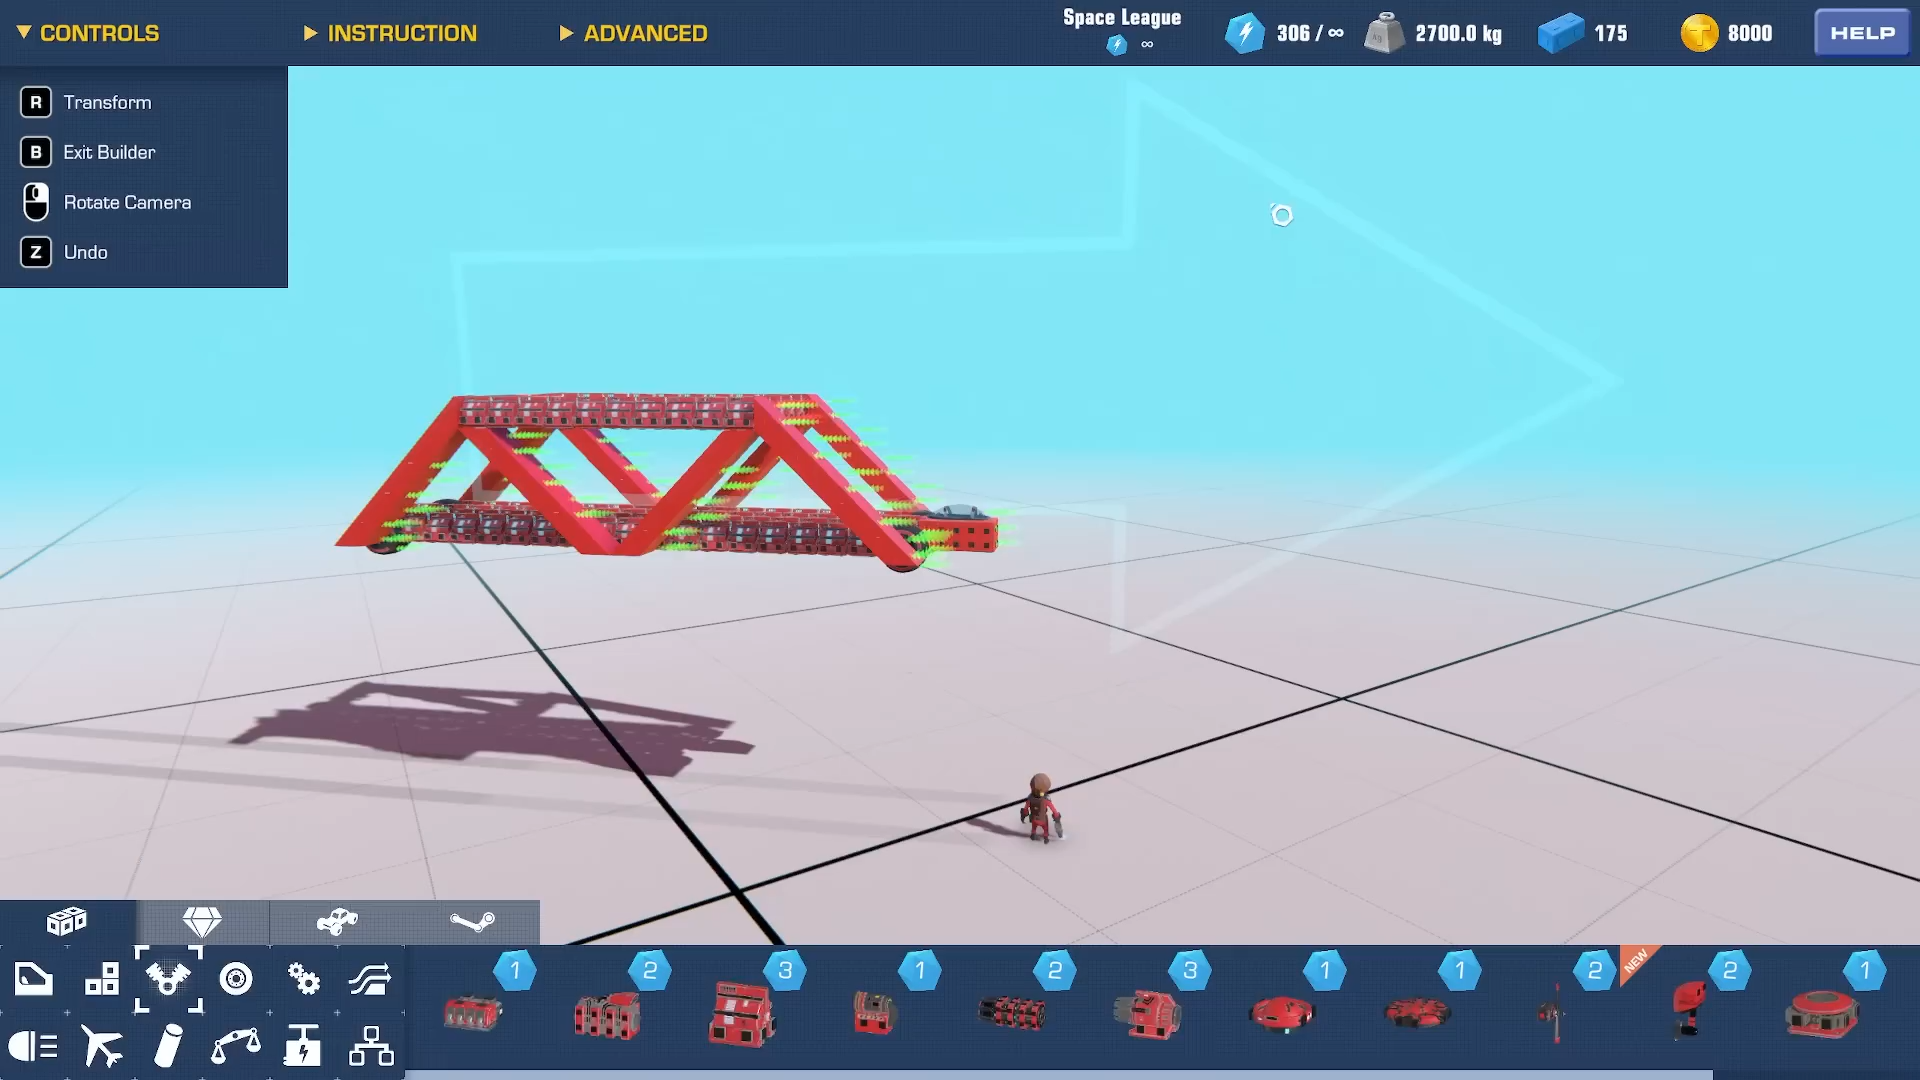 CONTROLS
INSTRUCTION
ADVANCED
Space League
∞
306 / ∞
2700.0 kg
175
8000
HELP
R Transform
B Exit Builder
Rotate Camera
Z Undo
1
2
3
1
2
3
1
1
2
NEW
2
1